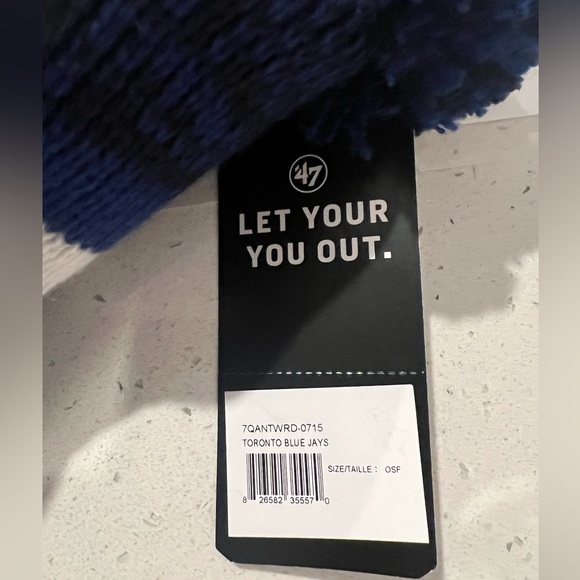 '47
LET YOUR
YOU OUT.
7QANTWRD-0715
TORONTO BLUE JAYS
SIZE/TAILLE : OSF
8 26582 35557 0